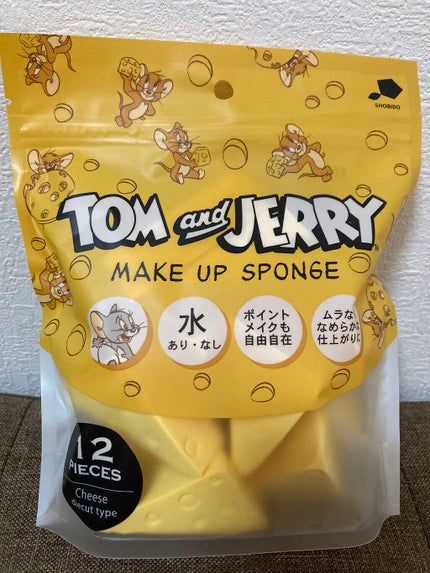 SHOBIDO
TOM and JERRY
MAKE UP SPONGE
水
あり・なし
ポイント
メイクも
自由自在
ムラな
なめらかな
仕上がりに
12
PIECES
Cheese
diecut type